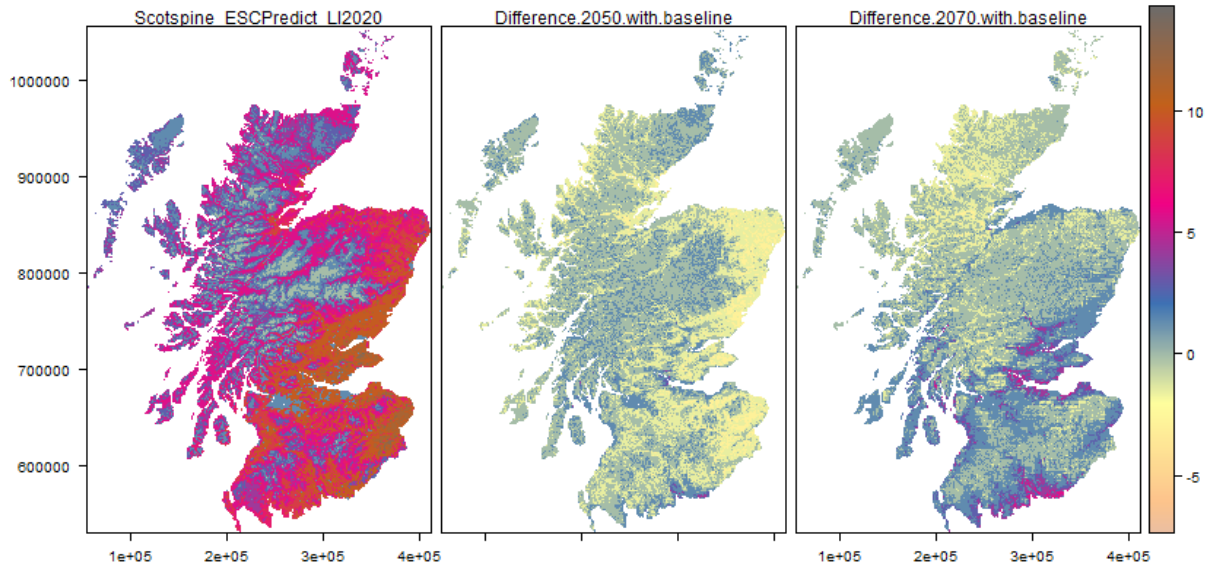 Scotspine_ESCPredict_LI2020
Difference.2050.with.baseline
Difference.2070.with.baseline
1000000
900000
800000
700000
600000
10
5
0
-5
1e+05
2e+05
3e+05
4e+05
1e+05
2e+05
3e+05
4e+05